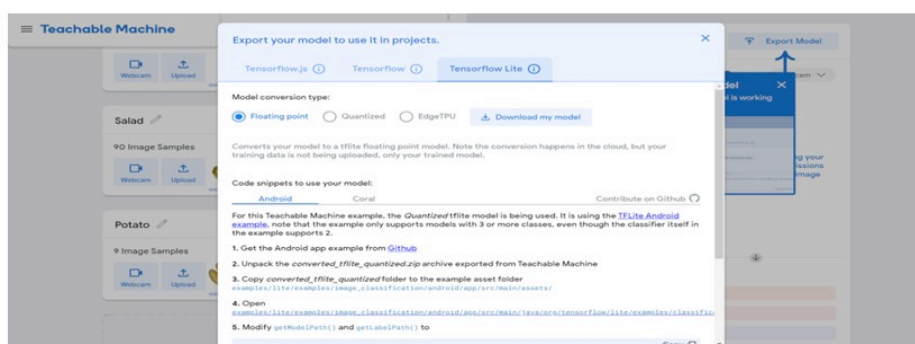 Teachable Machine
Webcam
Upload
Salad
90 Image Samples
Webcam
Upload
Potato
9 Image Samples
Webcam
Upload
Export your model to use it in projects.
Tensorflow.js
Tensorflow
Tensorflow Lite
Model conversion type:
Floating point
Quantized
EdgeTPU
Download my model
Converts your model to a tflite floating point model. Note the conversion happens in the cloud, but your
training data is not being uploaded, only your trained model.
Code snippets to use your model:
Android
Coral
Contribute on Github
For this Teachable Machine example, the Quantized tflite model is being used. It is using the TFLite Android
example, note that the example only supports models with 3 or more classes, even though the classifier itself in
the example supports 2.
1. Get the Android app example from Github
2. Unpack the converted_tflite_quantized.zip archive exported from Teachable Machine
3. Copy converted_tflite_quantized folder to the example asset folder
examples/lite/examples/image_classification/android/app/src/main/assets/
4. Open
examples/lite/examples/image_classification/android/app/src/main/java/org/tensorflow/lite/examples/classific
5. Modify getModelPath() and getLabelPath() to
Export Model
is working